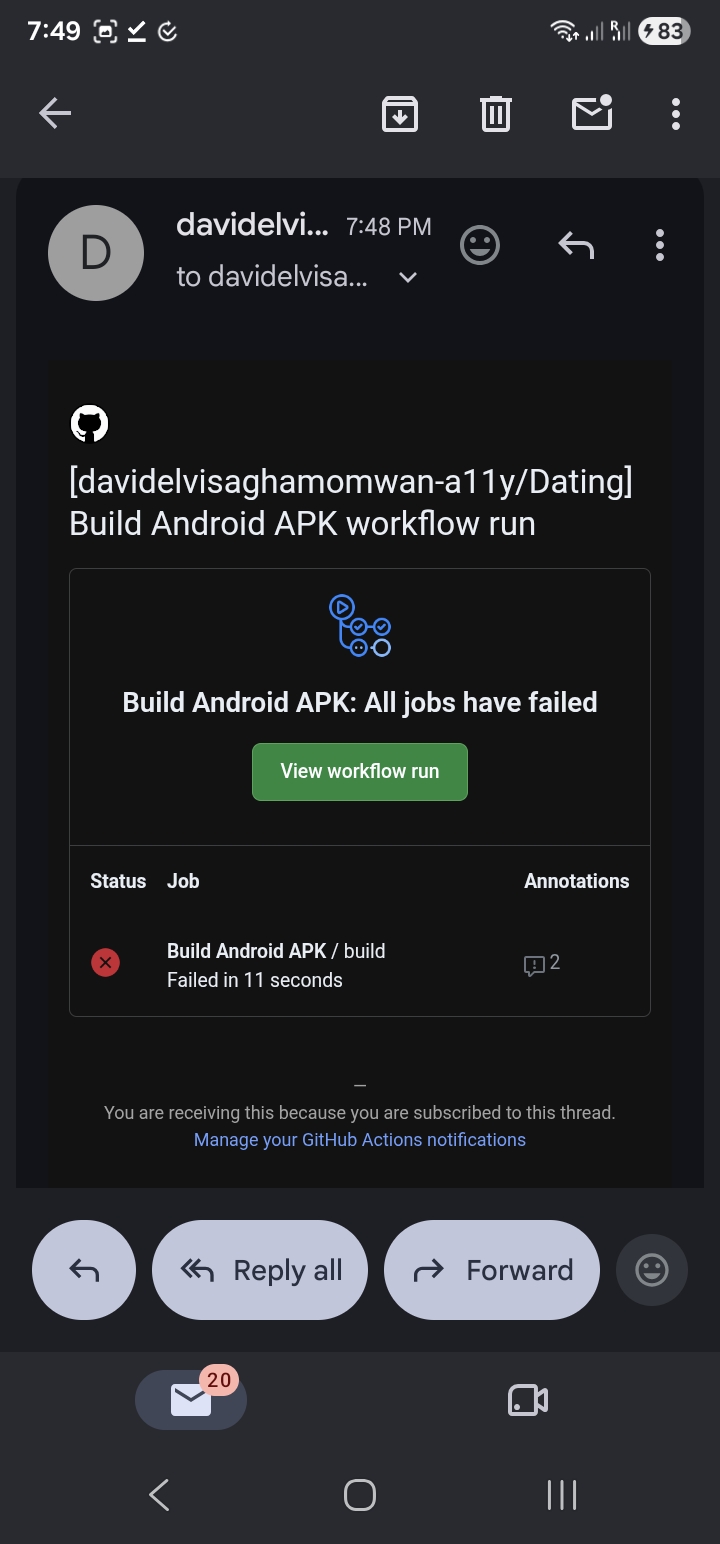 7:49
R
83
D
davidelvi... 7:48 PM
to davidelvisa...
[davidelvisaghamomwan-a11y/Dating]
Build Android APK workflow run
Build Android APK: All jobs have failed
View workflow run
Status Job Annotations
Build Android APK / build
Failed in 11 seconds
2
—
You are receiving this because you are subscribed to this thread.
Manage your GitHub Actions notifications
Reply all
Forward
20